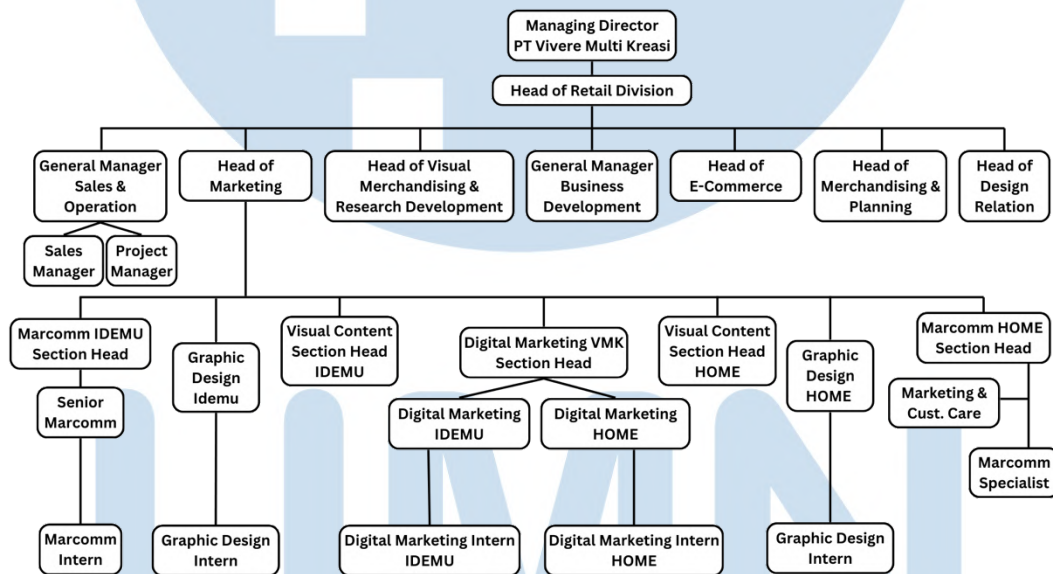 Managing Director
PT Vivere Multi Kreasi
Head of Retail Division
General Manager
Sales &
Operation
Head of
Marketing
Head of Visual
Merchandising &
Research Development
General Manager
Business
Development
Head of
E-Commerce
Head of
Merchandising &
Planning
Head of
Design
Relation
Sales
Manager
Project
Manager
Marcomm IDEMU
Section Head
Graphic
Design
Idemu
Visual Content
Section Head
IDEMU
Digital Marketing VMK
Section Head
Visual Content
Section Head
HOME
Graphic
Design
HOME
Marcomm HOME
Section Head
Senior
Marcomm
Digital Marketing
IDEMU
Digital Marketing
HOME
Marketing &
Cust. Care
Marcomm
Specialist
Marcomm
Intern
Graphic Design
Intern
Digital Marketing Intern
IDEMU
Digital Marketing Intern
HOME
Graphic Design
Intern
UMN